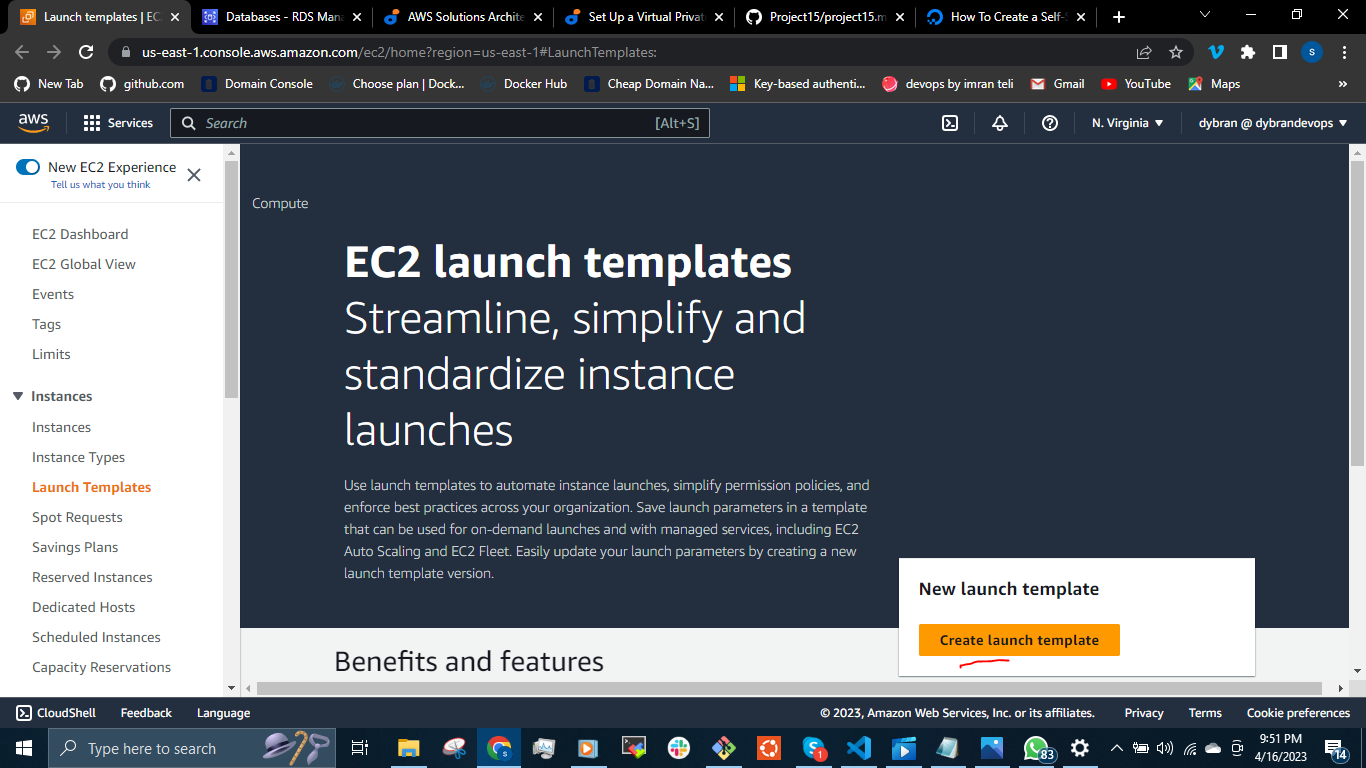 Launch templates | EC
Databases - RDS Mana
AWS Solutions Archite
Set Up a Virtual Privat
Project15/project15.m
How To Create a Self-S
us-east-1.console.aws.amazon.com/ec2/home?region=us-east-1#LaunchTemplates:
S
New Tab
github.com
Domain Console
Choose plan | Dock...
Docker Hub
Cheap Domain Na...
Key-based authenti...
devops by imran teli
Gmail
YouTube
Maps
»
aws
Services
Search
[Alt+S]
N. Virginia
dybran @ dybrandevops
New EC2 Experience
Tell us what you think
EC2 Dashboard
EC2 Global View
Events
Tags
Limits
Instances
Instances
Instance Types
Launch Templates
Spot Requests
Savings Plans
Reserved Instances
Dedicated Hosts
Scheduled Instances
Capacity Reservations
Compute
EC2 launch templates
Streamline, simplify and
standardize instance
launches
Use launch templates to automate instance launches, simplify permission policies, and
enforce best practices across your organization. Save launch parameters in a template
that can be used for on-demand launches and with managed services, including EC2
Auto Scaling and EC2 Fleet. Easily update your launch parameters by creating a new
launch template version.
New launch template
Create launch template
Benefits and features
CloudShell
Feedback
Language
© 2023, Amazon Web Services, Inc. or its affiliates.
Privacy
Terms
Cookie preferences
Type here to search
S
1
83
9:51 PM
4/16/2023
14